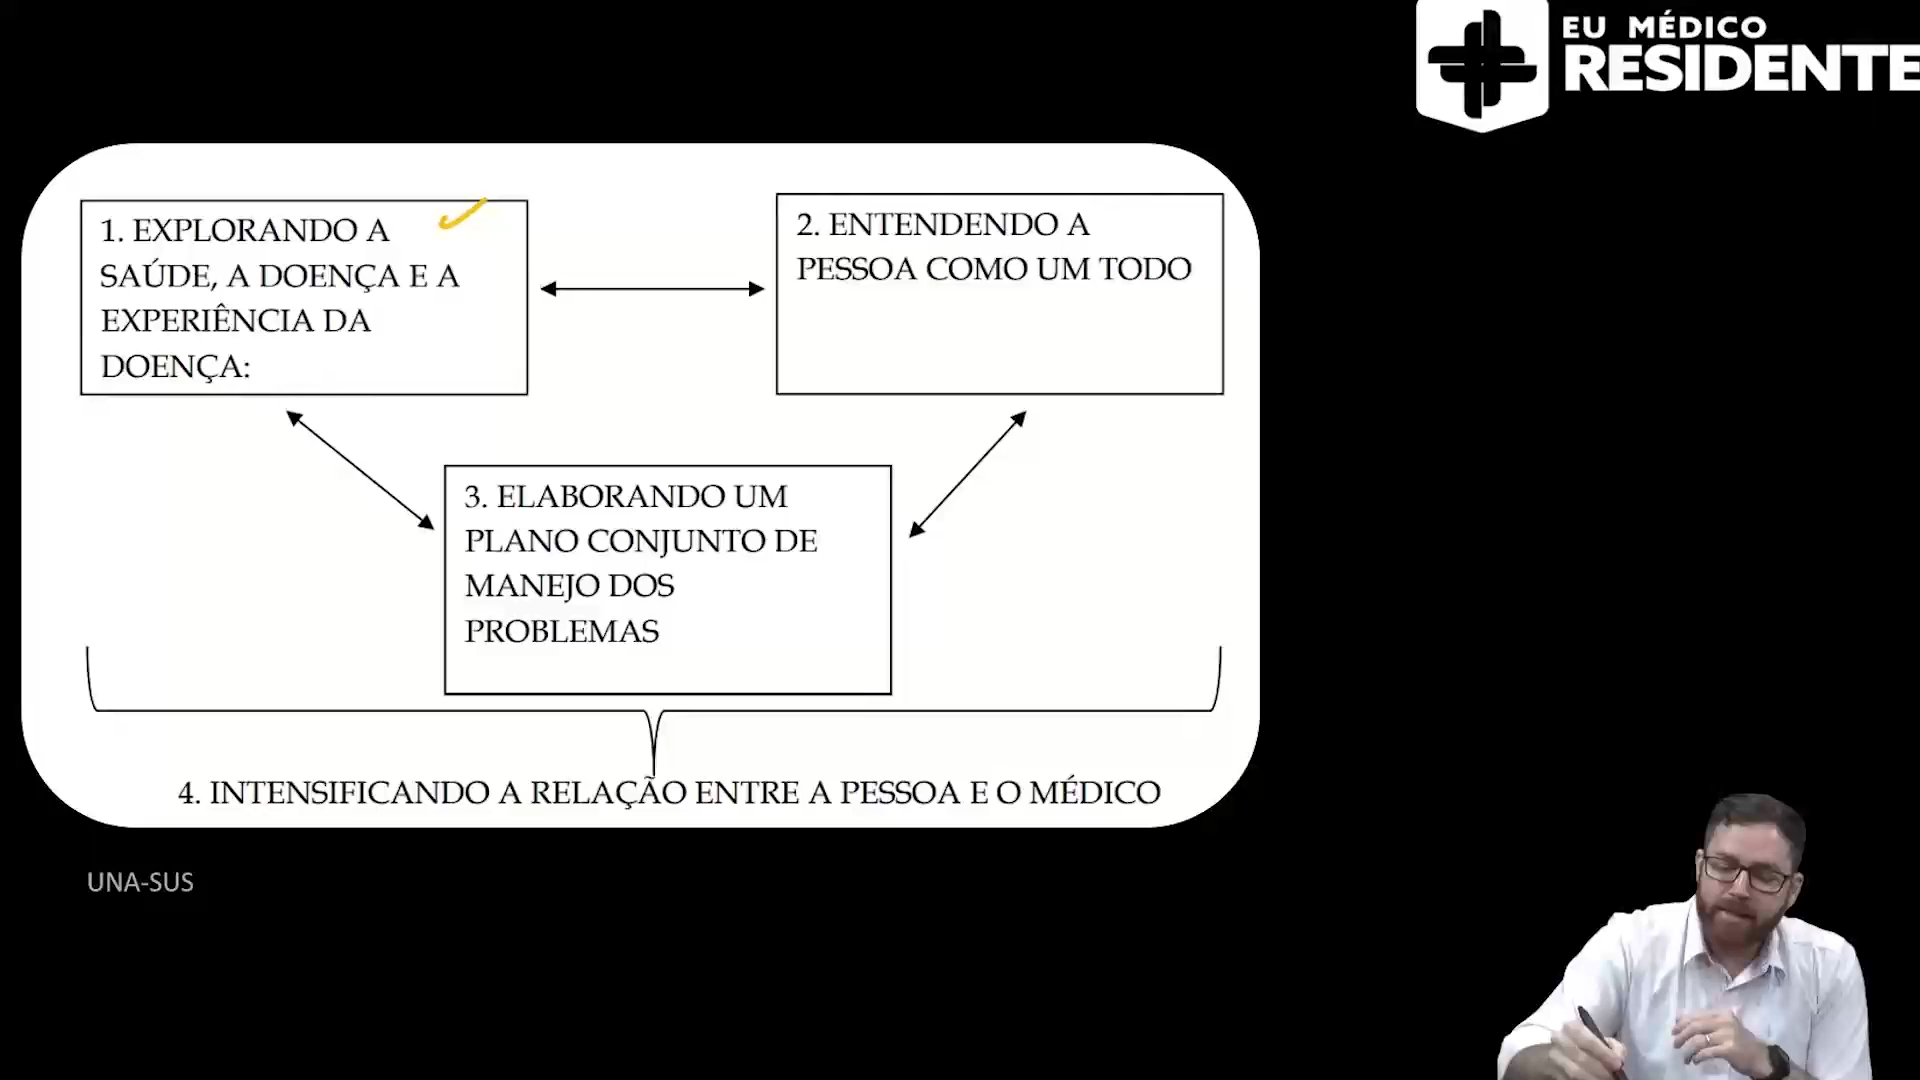 EU MÉDICO
RESIDENTE
1. EXPLORANDO A
SAÚDE, A DOENÇA E A
EXPERIÊNCIA DA
DOENÇA:
2. ENTENDENDO A
PESSOA COMO UM TODO
3. ELABORANDO UM
PLANO CONJUNTO DE
MANEJO DOS
PROBLEMAS
4. INTENSIFICANDO A RELAÇÃO ENTRE A PESSOA E O MÉDICO
UNA-SUS